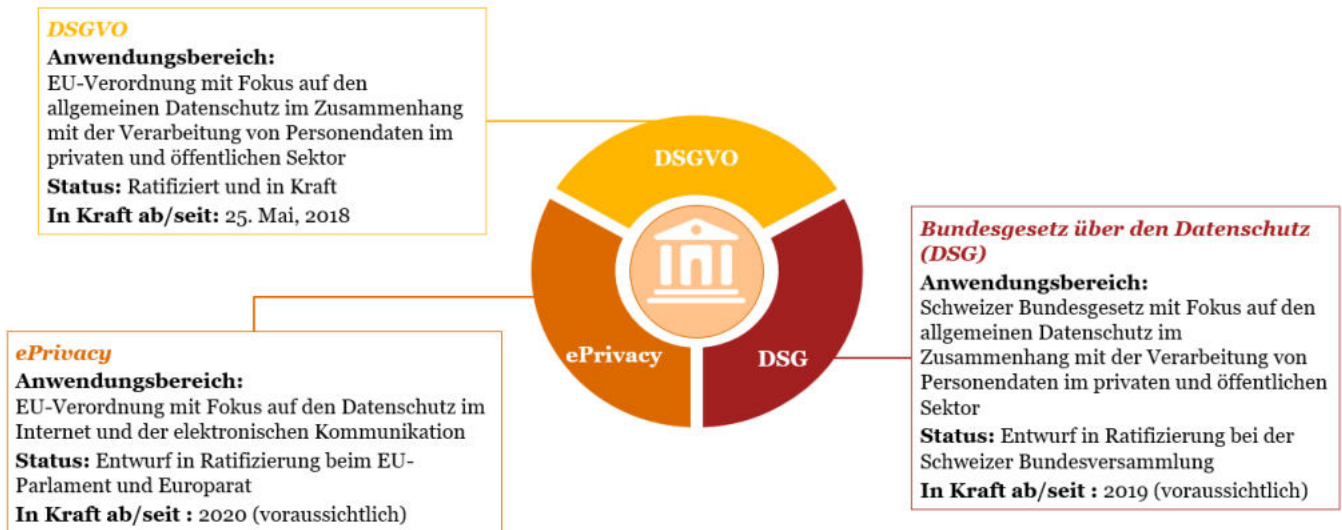 DSGVO
Anwendungsbereich:
EU-Verordnung mit Fokus auf den
allgemeinen Datenschutz im Zusammenhang
mit der Verarbeitung von Personendaten im
privaten und öffentlichen Sektor
Status: Ratifiziert und in Kraft
In Kraft ab/seit: 25. Mai, 2018
DSGVO
ePrivacy
DSG
ePrivacy
Anwendungsbereich:
EU-Verordnung mit Fokus auf den Datenschutz im
Internet und der elektronischen Kommunikation
Status: Entwurf in Ratifizierung beim EU-
Parlament und Europarat
In Kraft ab/seit : 2020 (voraussichtlich)
Bundesgesetz über den Datenschutz
(DSG)
Anwendungsbereich:
Schweizer Bundesgesetz mit Fokus auf den
allgemeinen Datenschutz im
Zusammenhang mit der Verarbeitung von
Personendaten im privaten und öffentlichen
Sektor
Status: Entwurf in Ratifizierung bei der
Schweizer Bundesversammlung
In Kraft ab/seit : 2019 (voraussichtlich)